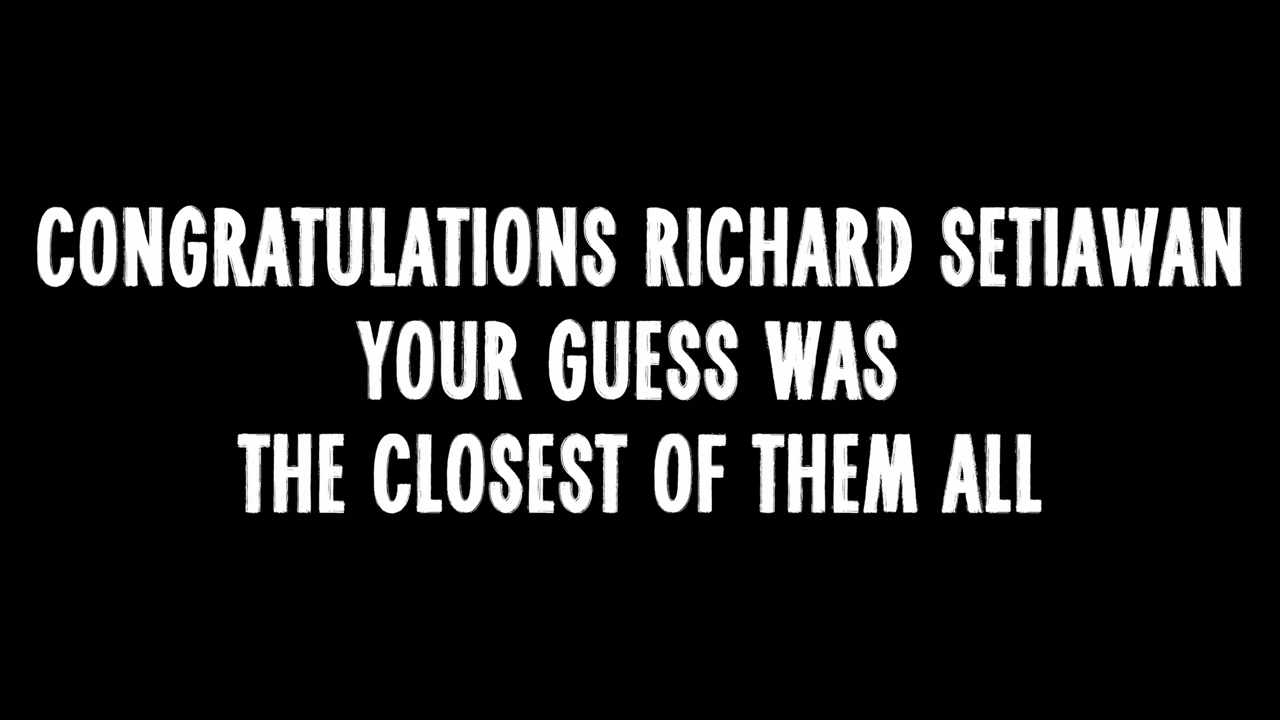 CONGRATULATIONS RICHARD SETIAWAN
YOUR GUESS WAS
THE CLOSEST OF THEM ALL